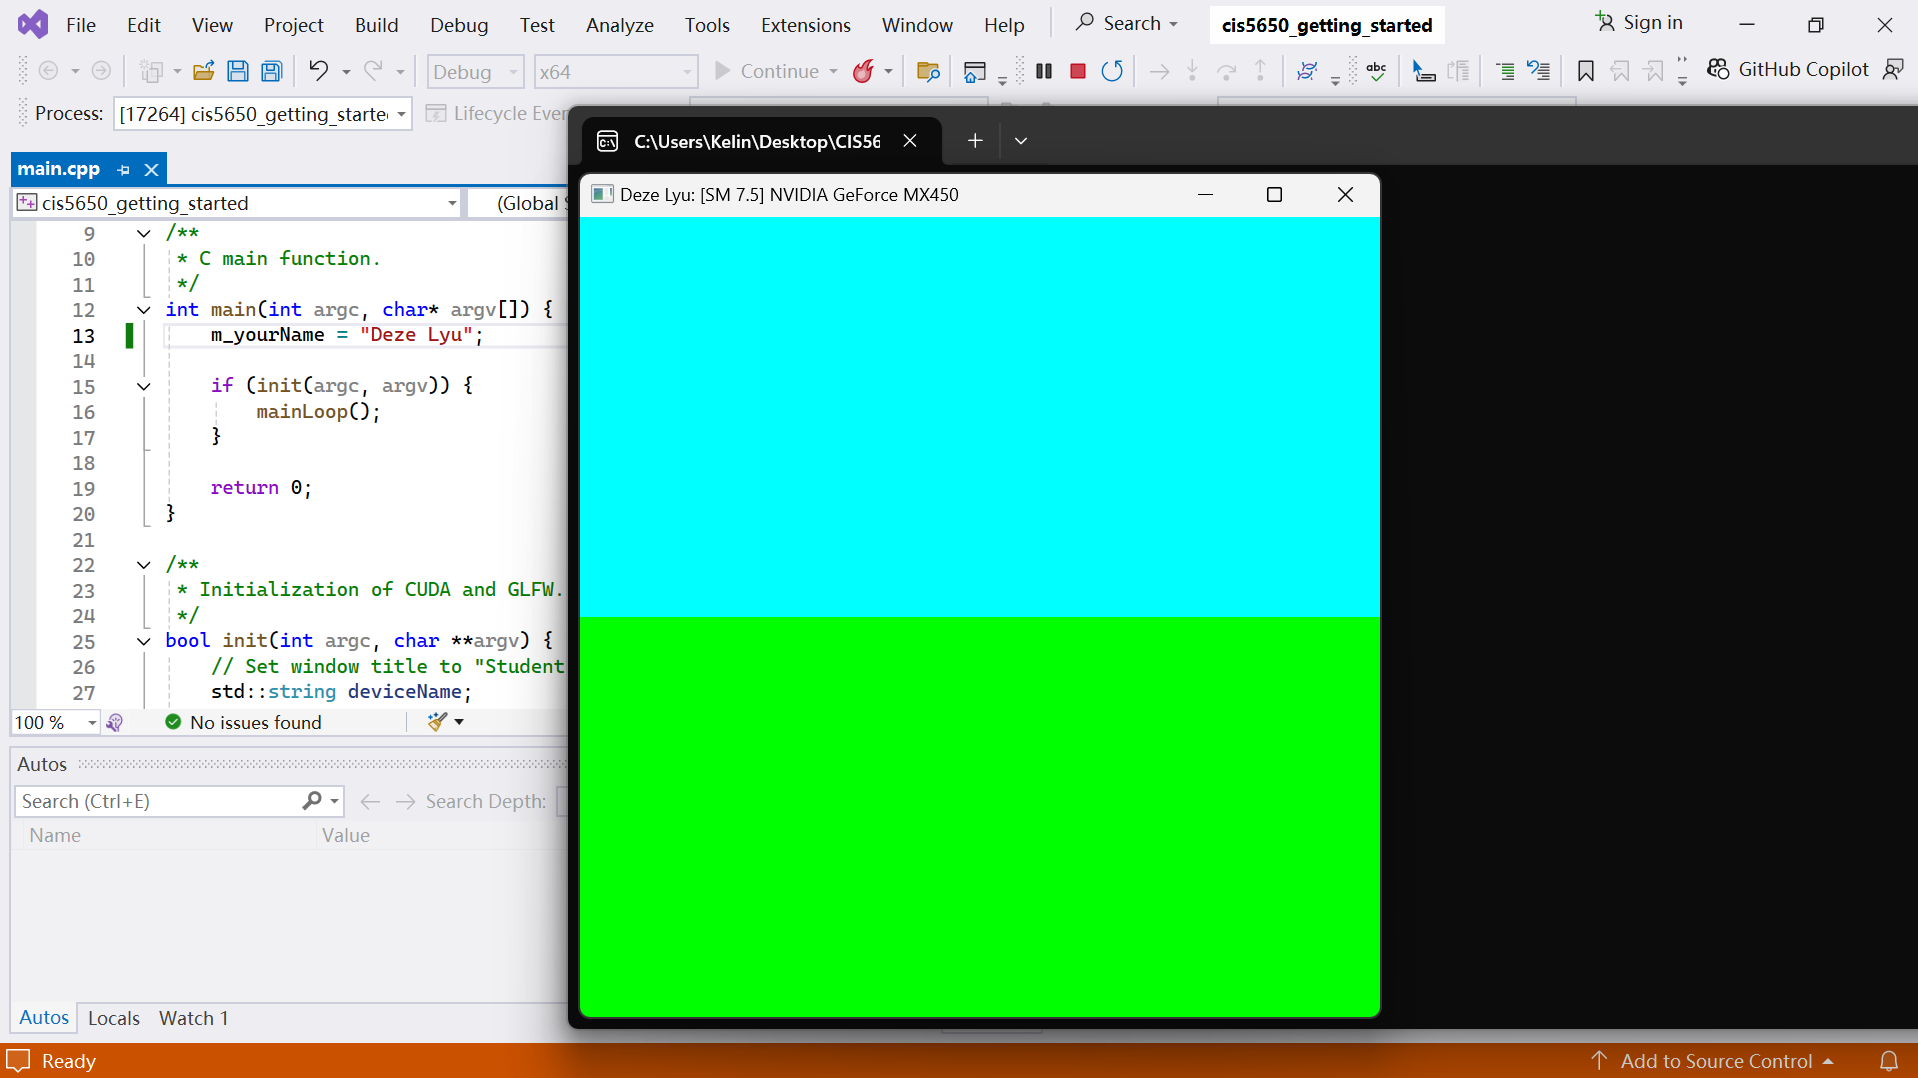 File Edit View Project Build Debug Test Analyze Tools Extensions Window Help Search cis5650_getting_started Sign in
Debug x64 Continue abc GitHub Copilot
Process: [17264] cis5650_getting_starte Lifecycle Ever
C:\Users\Kelin\Desktop\CIS56
main.cpp
Deze Lyu: [SM 7.5] NVIDIA GeForce MX450
cis5650_getting_started (Global S
9 /**
10 * C main function.
11 */
12 int main(int argc, char* argv[]) {
13 m_yourName = "Deze Lyu";
14
15 if (init(argc, argv)) {
16 mainLoop();
17 }
18
19 return 0;
20 }
21
22 /**
23 * Initialization of CUDA and GLFW.
24 */
25 bool init(int argc, char **argv) {
26 // Set window title to "Student
27 std::string deviceName;
100 % No issues found
Autos
Search (Ctrl+E) Search Depth:
Name Value
Autos Locals Watch 1
Ready Add to Source Control